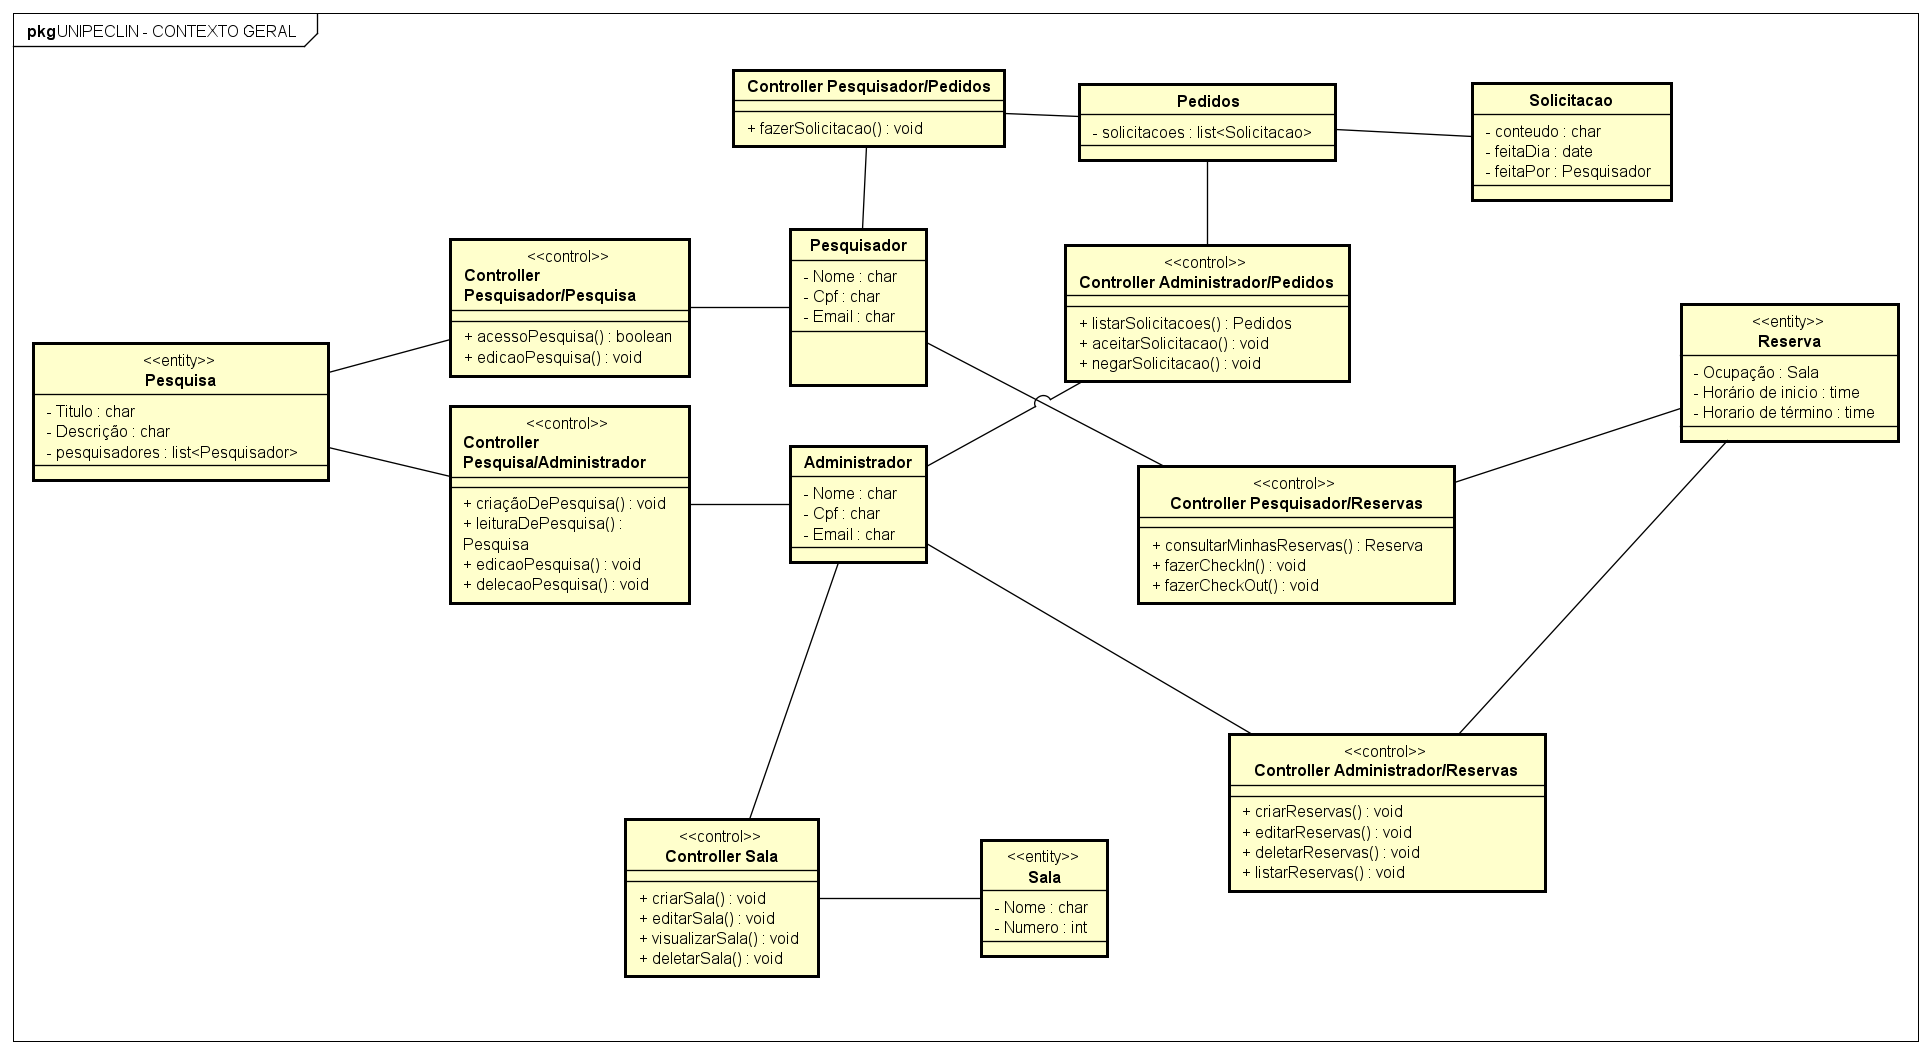 pkg UNIPECLIN - CONTEXTO GERAL
Controller Pesquisador/Pedidos
+ fazerSolicitacao() : void
Pedidos
- solicitacoes : list<Solicitacao>
Solicitacao
- conteudo : char
- feitaDia : date
- feitaPor : Pesquisador
<<control>>
Controller
Pesquisador/Pesquisa
+ acessoPesquisa() : boolean
+ edicaoPesquisa() : void
Pesquisador
- Nome : char
- Cpf : char
- Email : char
<<control>>
Controller Administrador/Pedidos
+ listarSolicitacoes() : Pedidos
+ aceitarSolicitacao() : void
+ negarSolicitacao() : void
<<entity>>
Reserva
- Ocupação : Sala
- Horário de inicio : time
- Horario de término : time
<<entity>>
Pesquisa
- Titulo : char
- Descrição : char
- pesquisadores : list<Pesquisador>
<<control>>
Controller
Pesquisa/Administrador
+ criaçãoDePesquisa() : void
+ leituraDePesquisa() :
Pesquisa
+ edicaoPesquisa() : void
+ delecaoPesquisa() : void
Administrador
- Nome : char
- Cpf : char
- Email : char
<<control>>
Controller Pesquisador/Reservas
+ consultarMinhasReservas() : Reserva
+ fazerCheckIn() : void
+ fazerCheckOut() : void
<<control>>
Controller Administrador/Reservas
+ criarReservas() : void
+ editarReservas() : void
+ deletarReservas() : void
+ listarReservas() : void
<<control>>
Controller Sala
+ criarSala() : void
+ editarSala() : void
+ visualizarSala() : void
+ deletarSala() : void
<<entity>>
Sala
- Nome : char
- Numero : int